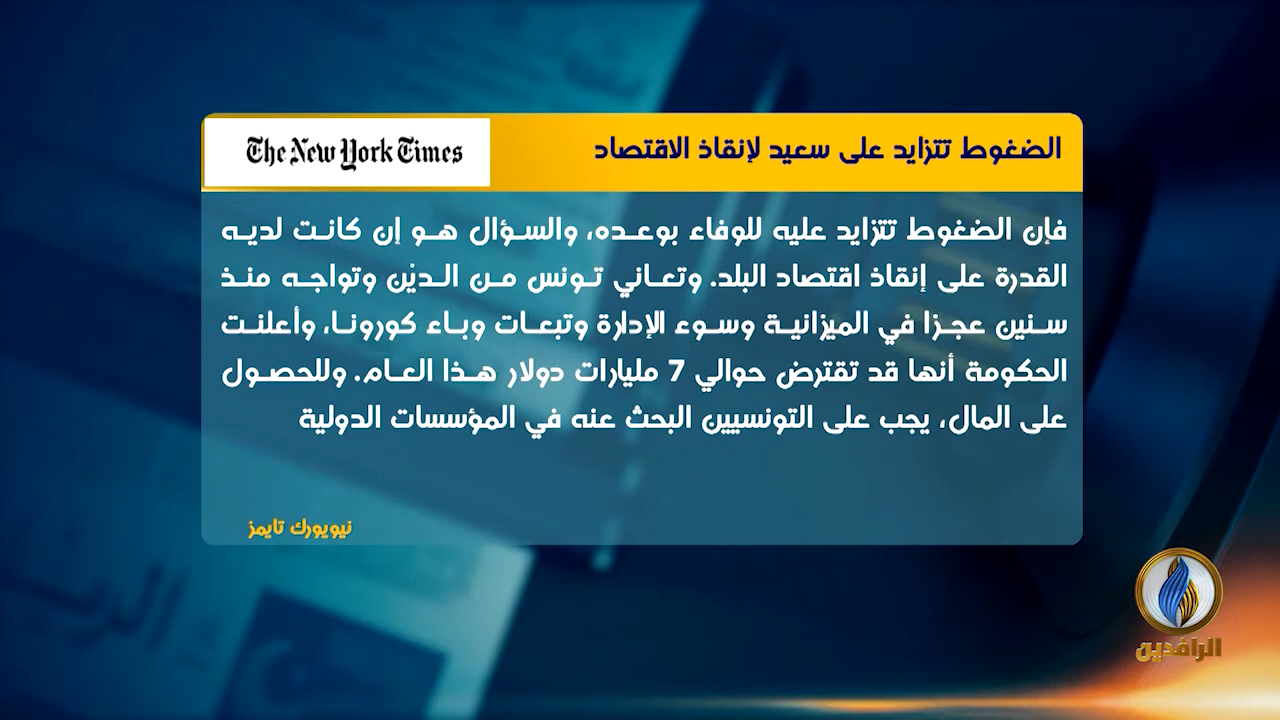 الضغوط تتزايد على سعيد لإنقاذ الاقتصاد
The New York Times
فإن الضغوط تتزايد عليه للوفاء بوعده، والسؤال هو إن كانت لديه
القدرة على إنقاذ اقتصاد البلد. وتعاني تونس من الديْن وتواجه منذ
سنين عجزا في الميزانية وسوء الإدارة وتبعات وباء كورونا، وأعلنت
الحكومة أنها قد تقترض حوالي 7 مليارات دولار هذا العام. وللحصول
على المال، يجب على التونسيين البحث عنه في المؤسسات الدولية
نيويورك تايمز
الرافدين